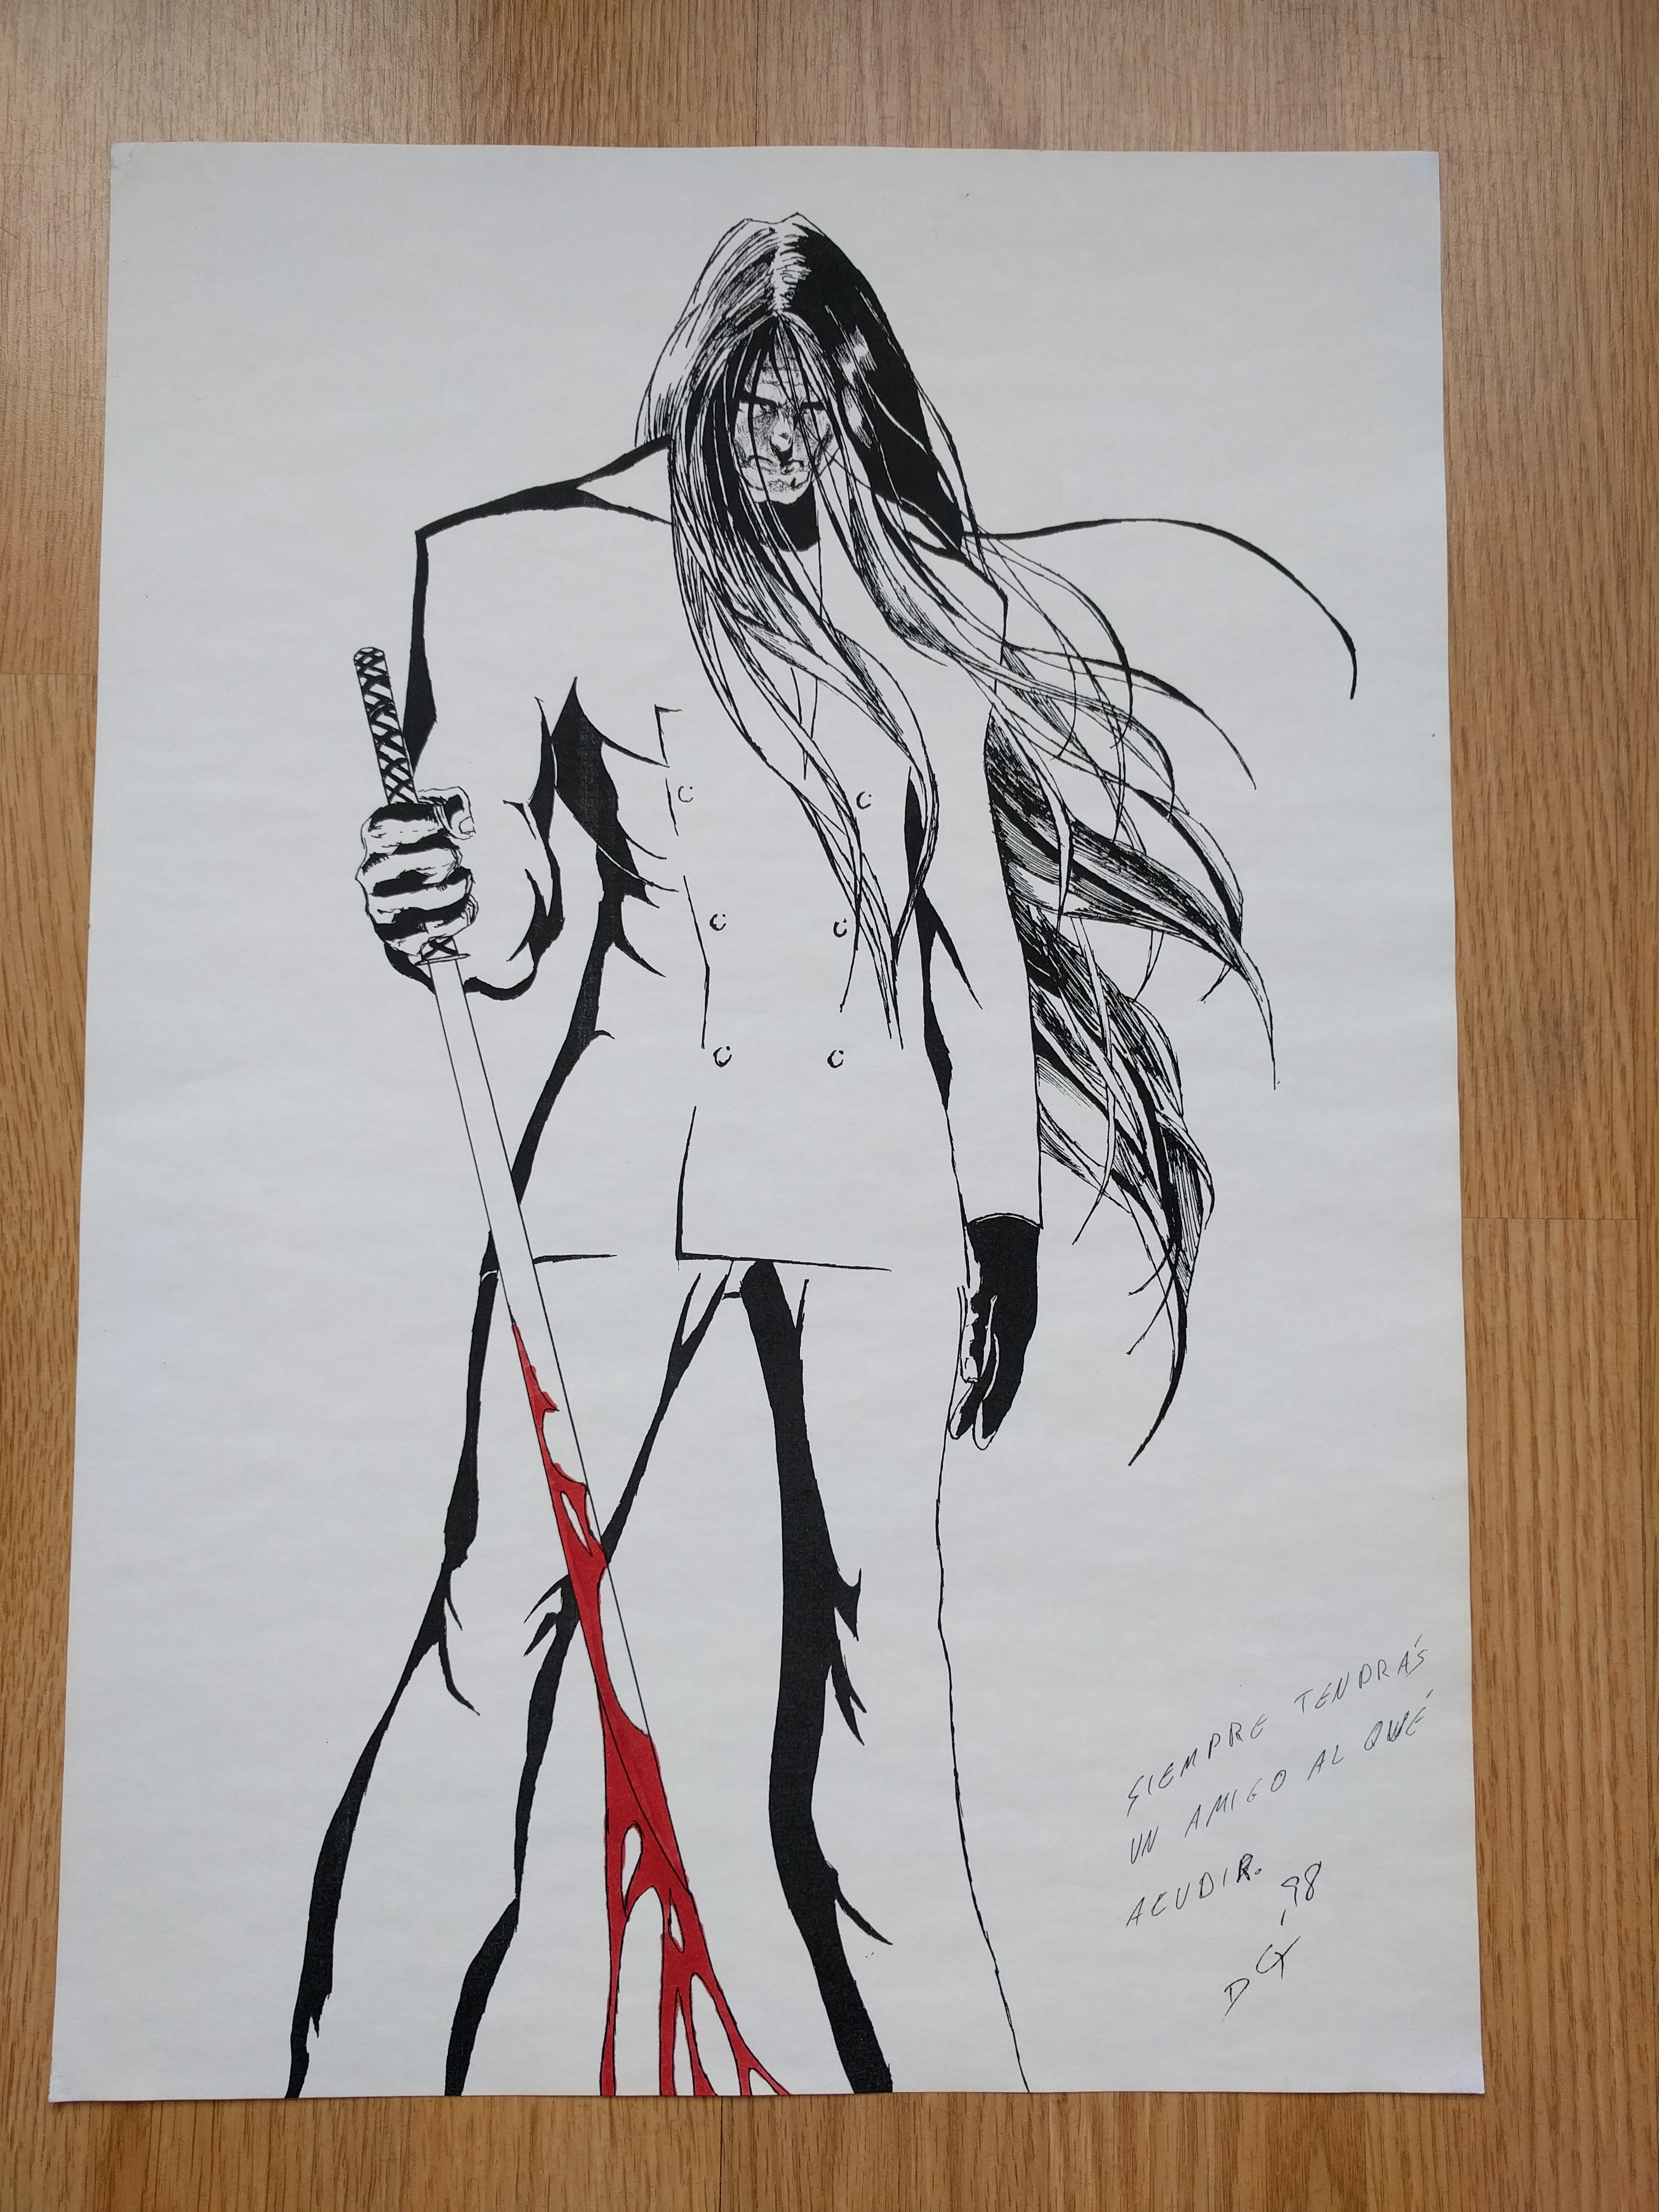 SIEMPRE TENDRÁS
UN AMIGO AL QUÉ
ACUDIR.
DG '98